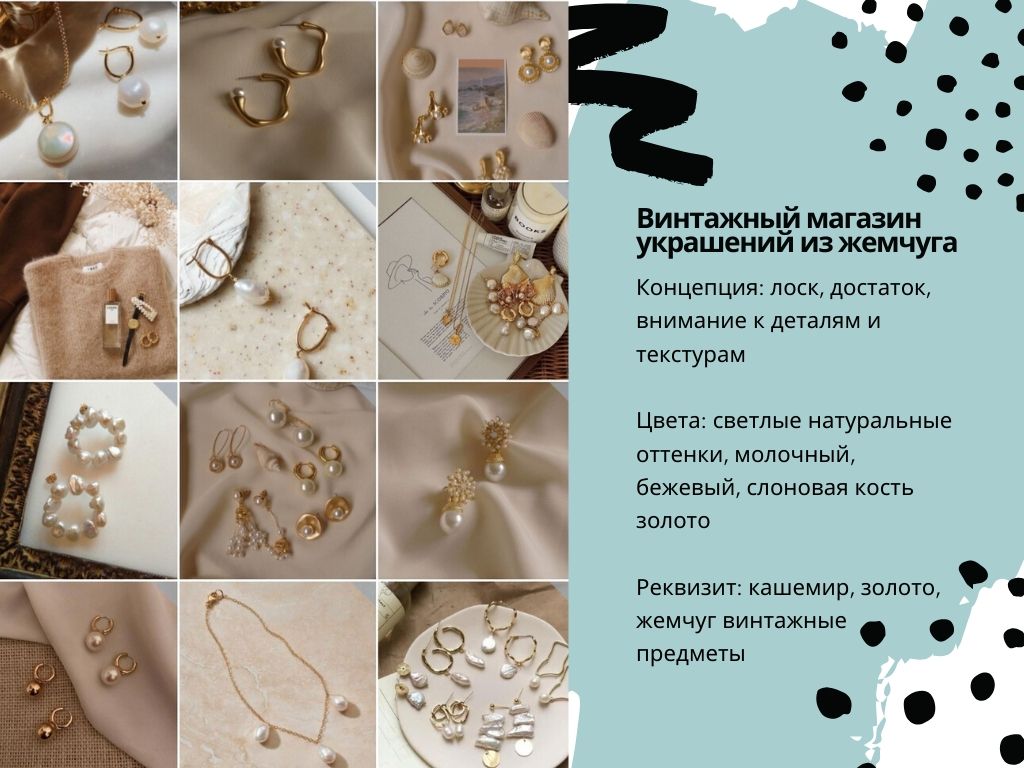 Винтажный магазин
украшений из жемчуга
Концепция: лоск, достаток,
внимание к деталям и
текстурам
Цвета: светлые натуральные
оттенки, молочный,
бежевый, слоновая кость
золото
Реквизит: кашемир, золото,
жемчуг винтажные
предметы